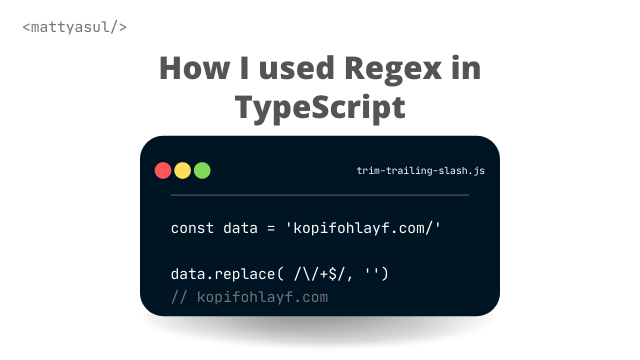 <mattyasul/>
How I used Regex in
TypeScript
trim-trailing-slash.js
const data = 'kopifohlayf.com/'
data.replace( /\/+$/, '')
// kopifohlayf.com